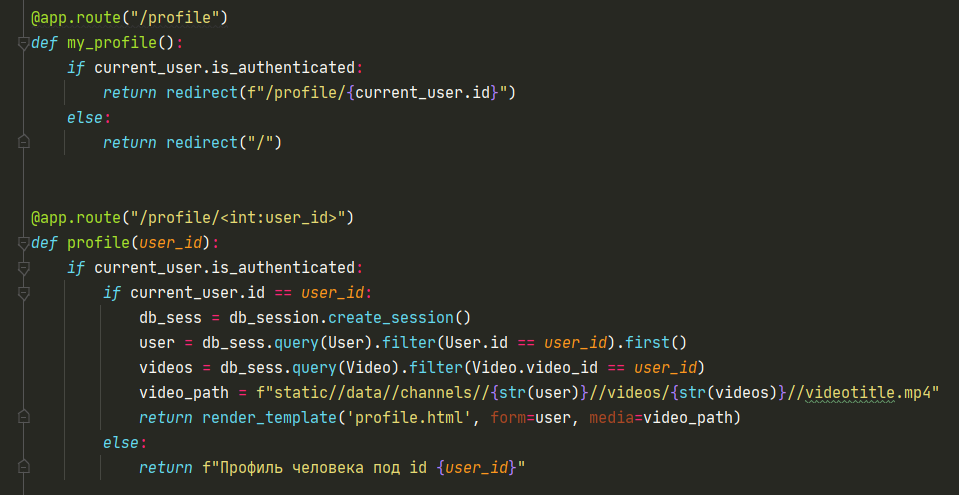 @app.route("/profile")
def my_profile():
    if current_user.is_authenticated:
        return redirect(f"/profile/{current_user.id}")
    else:
        return redirect("/")
@app.route("/profile/<int:user_id>")
def profile(user_id):
    if current_user.is_authenticated:
        if current_user.id == user_id:
            db_sess = db_session.create_session()
            user = db_sess.query(User).filter(User.id == user_id).first()
            videos = db_sess.query(Video).filter(Video.video_id == user_id)
            video_path = f"static//data//channels//{str(user)}//videos/{str(videos)}//videotitle.mp4"
            return render_template('profile.html', form=user, media=video_path)
        else:
            return f"Профиль человека под id {user_id}"